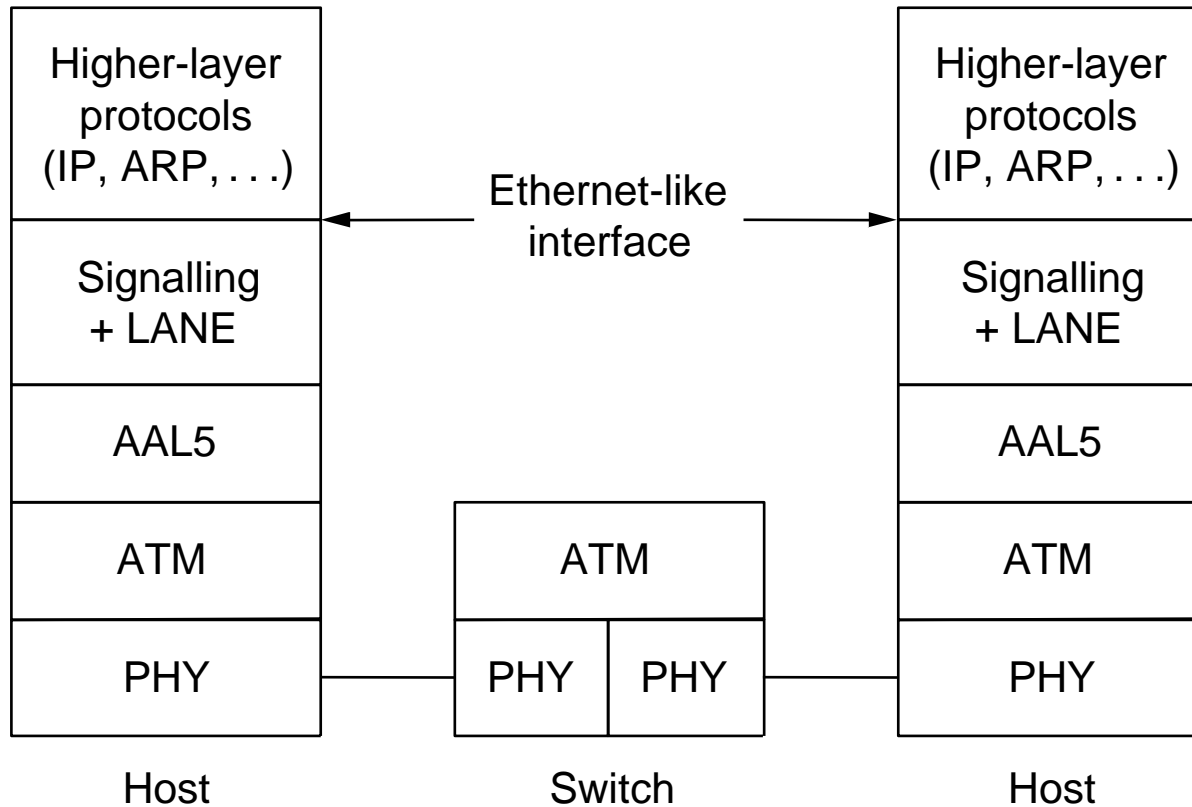 Higher-layer
protocols
(IP, ARP, . . .)
Signalling
+ LANE
AAL5
ATM
PHY
Host
Ethernet-like
interface
ATM
PHY
PHY
Switch
Higher-layer
protocols
(IP, ARP, . . .)
Signalling
+ LANE
AAL5
ATM
PHY
Host